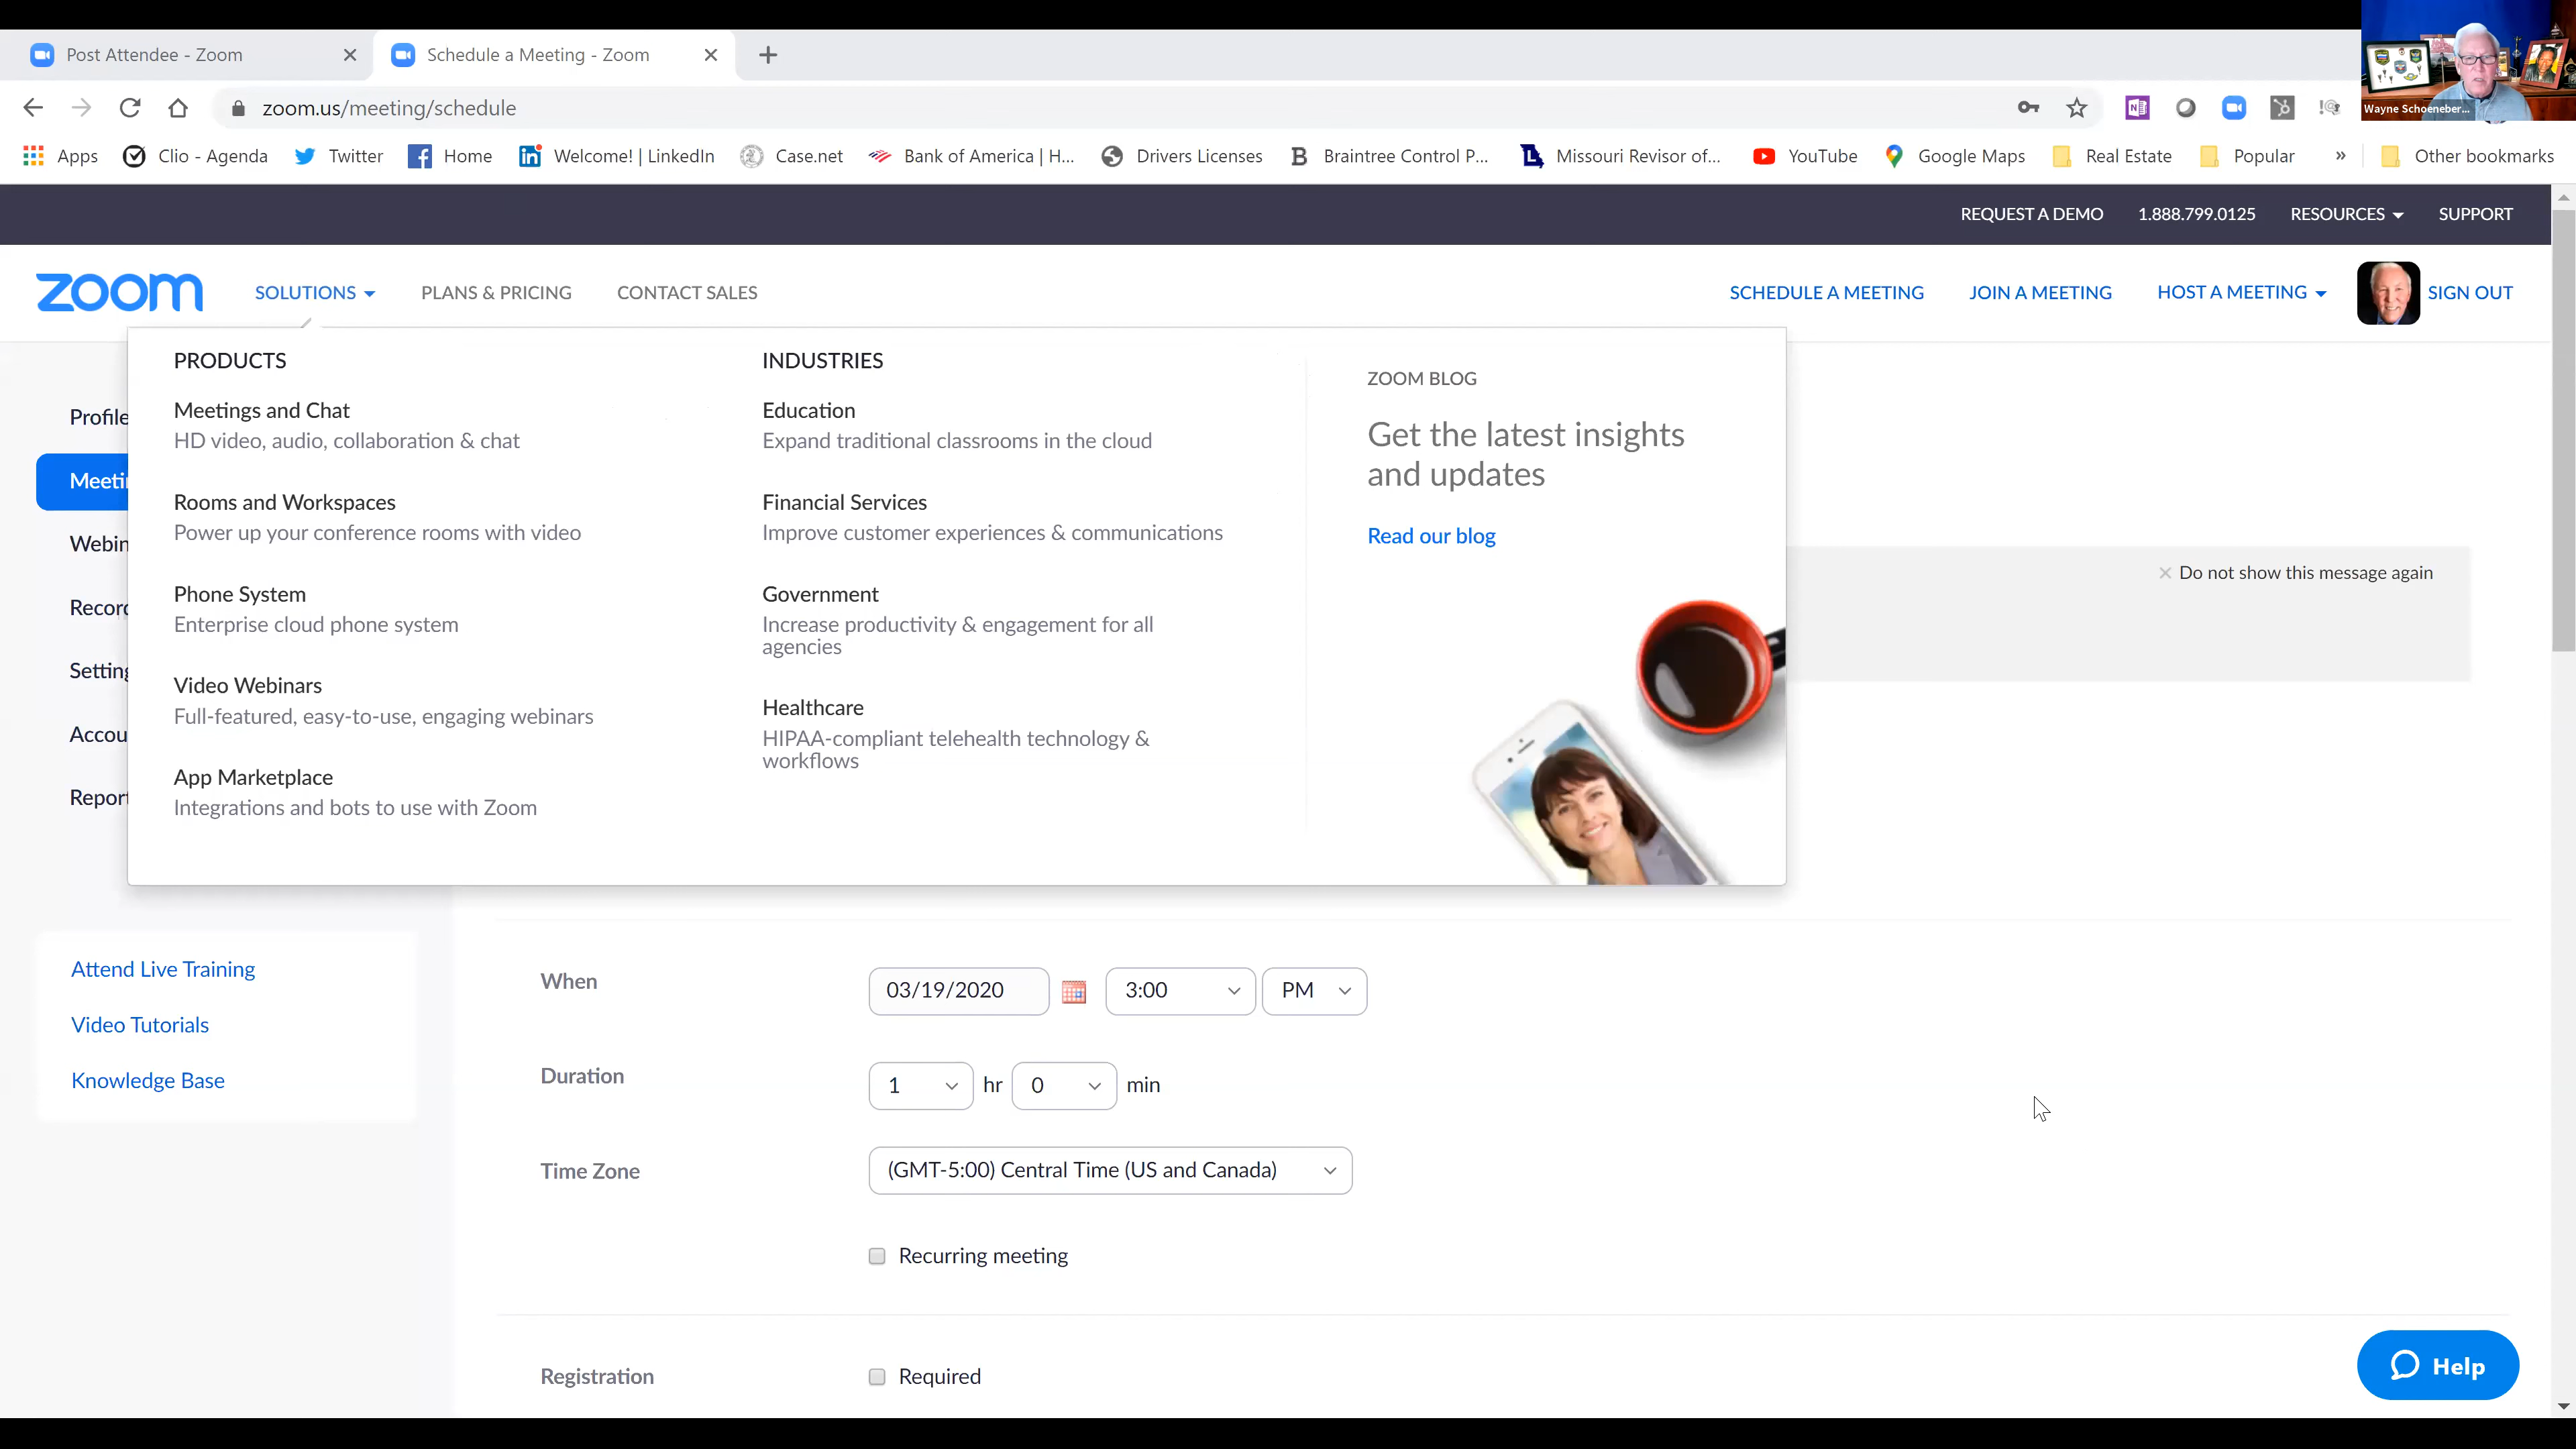 Post Attendee - Zoom
Schedule a Meeting - Zoom
zoom.us/meeting/schedule
Wayne Schoeneber...
Apps
Clio - Agenda
Twitter
Home
Welcome! | LinkedIn
Case.net
Bank of America | H...
Drivers Licenses
Braintree Control P...
Missouri Revisor of...
YouTube
Google Maps
Real Estate
Popular
»
Other bookmarks
REQUEST A DEMO
1.888.799.0125
RESOURCES
SUPPORT
zoom
SOLUTIONS
PLANS & PRICING
CONTACT SALES
SCHEDULE A MEETING
JOIN A MEETING
HOST A MEETING
SIGN OUT
Profile
Meetin
Webin
Record
Setting
Accou
Report
PRODUCTS
Meetings and Chat
HD video, audio, collaboration & chat
Rooms and Workspaces
Power up your conference rooms with video
Phone System
Enterprise cloud phone system
Video Webinars
Full-featured, easy-to-use, engaging webinars
App Marketplace
Integrations and bots to use with Zoom
INDUSTRIES
Education
Expand traditional classrooms in the cloud
Financial Services
Improve customer experiences & communications
Government
Increase productivity & engagement for all
agencies
Healthcare
HIPAA-compliant telehealth technology &
workflows
ZOOM BLOG
Get the latest insights
and updates
Read our blog
Do not show this message again
Attend Live Training
Video Tutorials
Knowledge Base
When
03/19/2020
3:00
PM
Duration
1
hr
0
min
Time Zone
(GMT-5:00) Central Time (US and Canada)
Recurring meeting
Registration
Required
Help